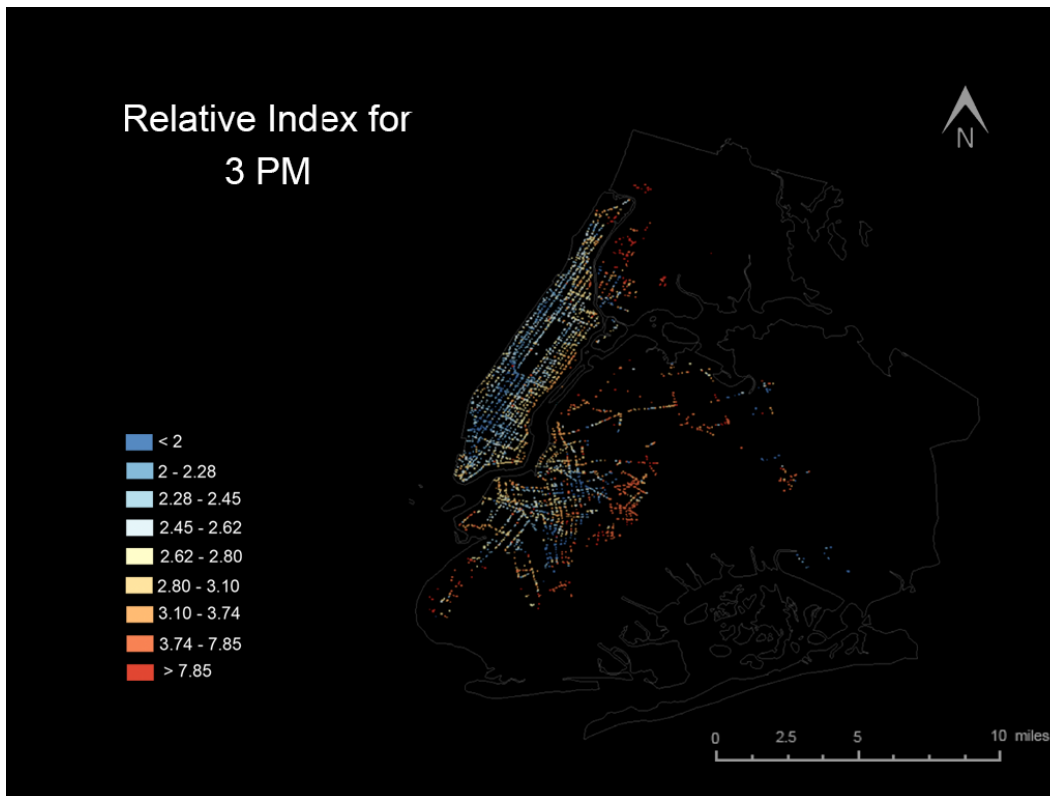 Relative Index for
3 PM
N
< 2
2 - 2.28
2.28 - 2.45
2.45 - 2.62
2.62 - 2.80
2.80 - 3.10
3.10 - 3.74
3.74 - 7.85
> 7.85
0 2.5 5 10 miles